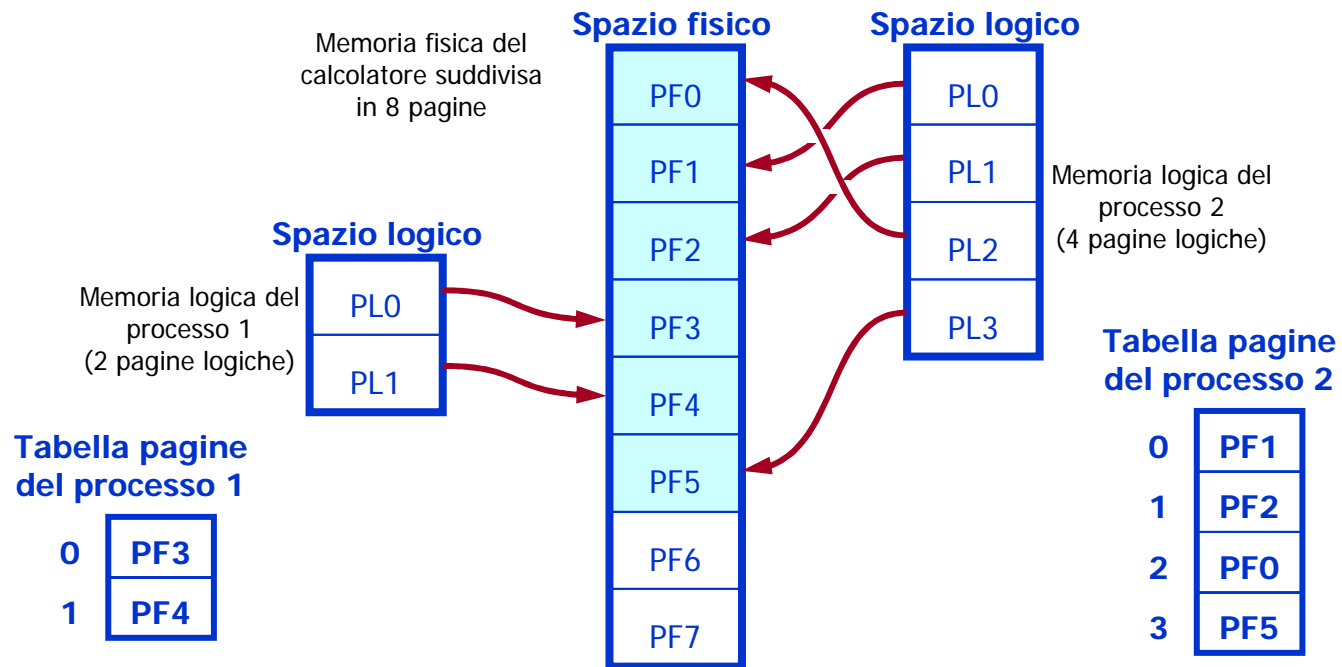 Memoria fisica del
calcolatore suddivisa
in 8 pagine
Spazio fisico
PF0
PF1
PF2
PF3
PF4
PF5
PF6
PF7
Spazio logico
PL0
PL1
PL2
PL3
Memoria logica del
processo 2
(4 pagine logiche)
Spazio logico
PL0
PL1
Memoria logica del
processo 1
(2 pagine logiche)
Tabella pagine
del processo 1
0 PF3
1 PF4
Tabella pagine
del processo 2
0 PF1
1 PF2
2 PF0
3 PF5